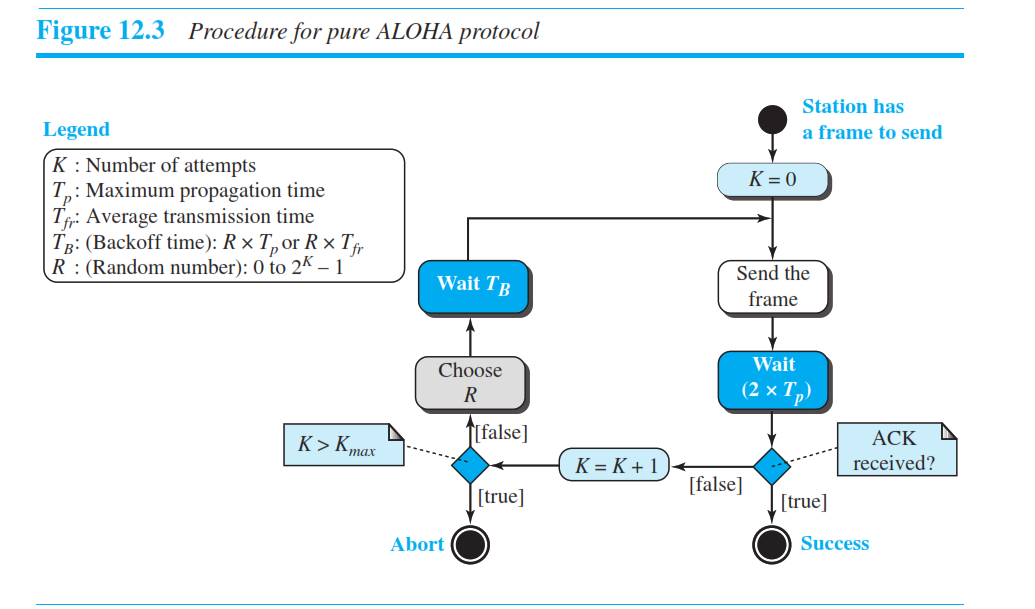 Figure 12.3 Procedure for pure ALOHA protocol
Legend
K : Number of attempts
Tp: Maximum propagation time
Tfr: Average transmission time
TB: (Backoff time): R × Tp or R × Tfr
R : (Random number): 0 to 2^K – 1
Station has
a frame to send
K = 0
Wait TB
Send the
frame
Choose
R
Wait
(2 × Tp)
K > Kmax
[false]
K = K + 1
[false]
ACK
received?
[true]
[true]
Abort
Success